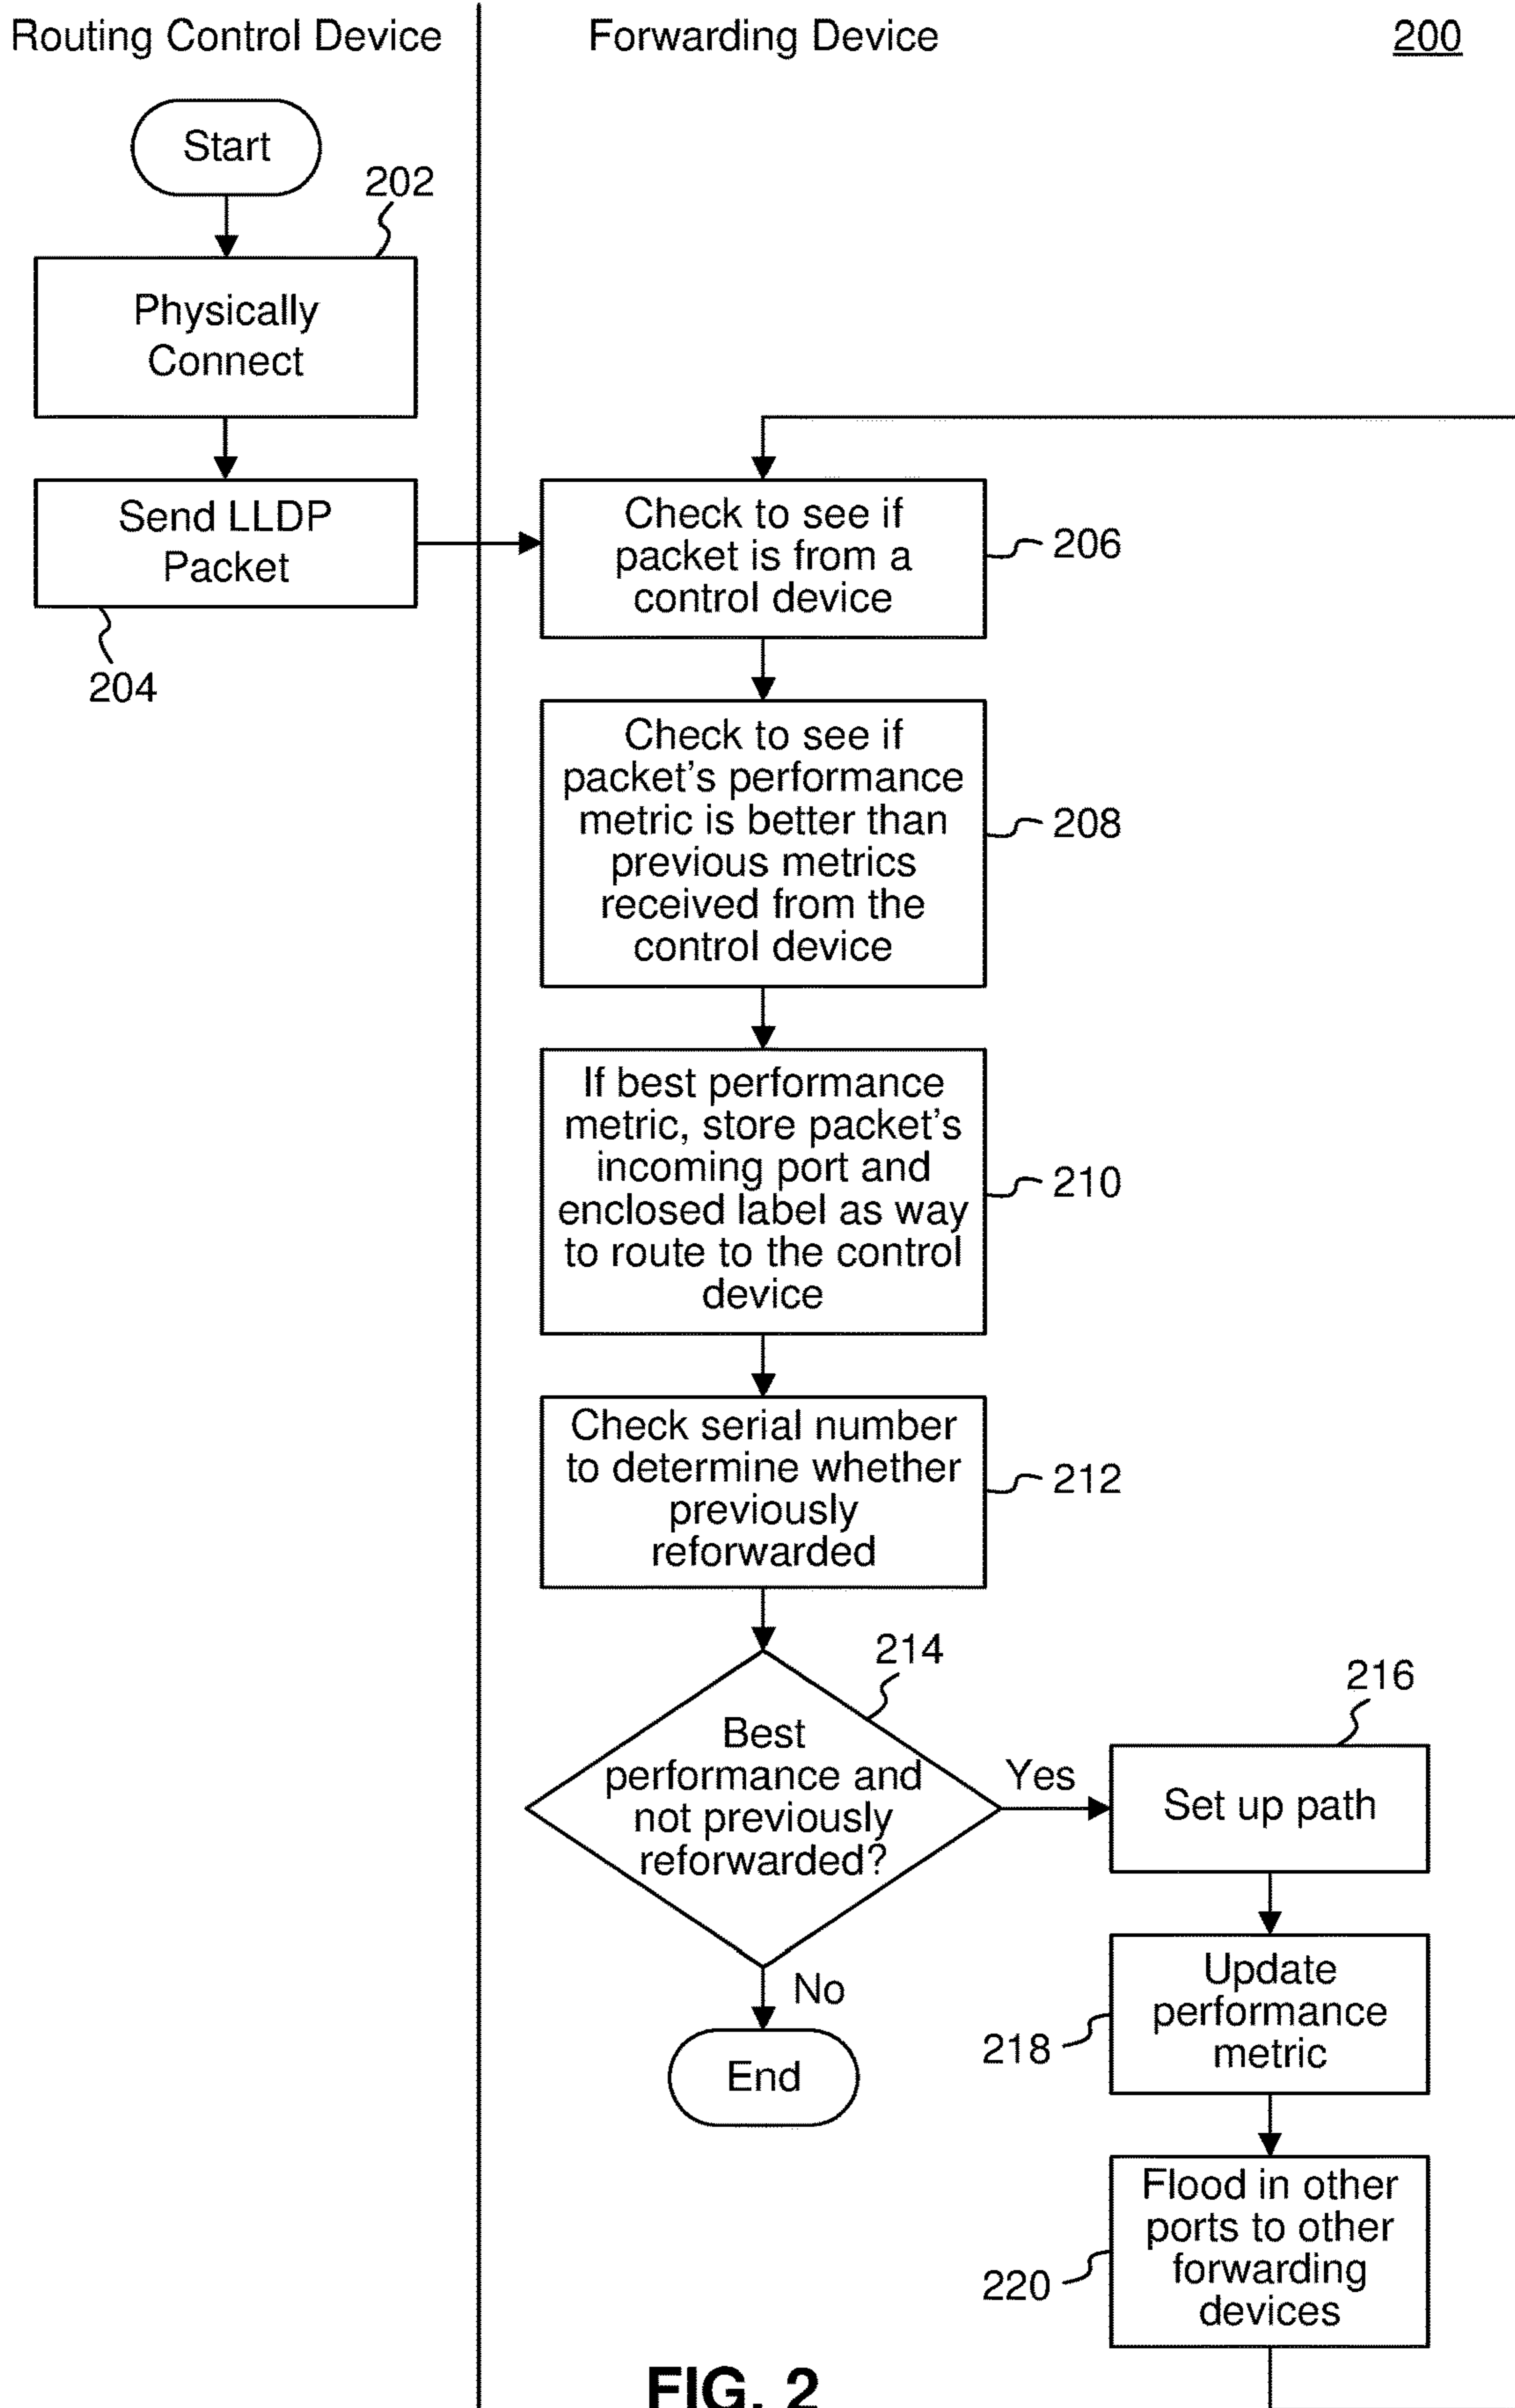 Routing Control Device
Forwarding Device
200
Start
202
Physically
Connect
Send LLDP
Packet
204
Check to see if
packet is from a
control device
206
Check to see if
packet's performance
metric is better than
previous metrics
received from the
control device
208
If best performance
metric, store packet's
incoming port and
enclosed label as way
to route to the control
device
210
Check serial number
to determine whether
previously
reforwarded
212
214
Best
performance and
not previously
reforwarded?
Yes
216
Set up path
No
End
Update
performance
metric
218
Flood in other
ports to other
forwarding
devices
220
FIG. 2